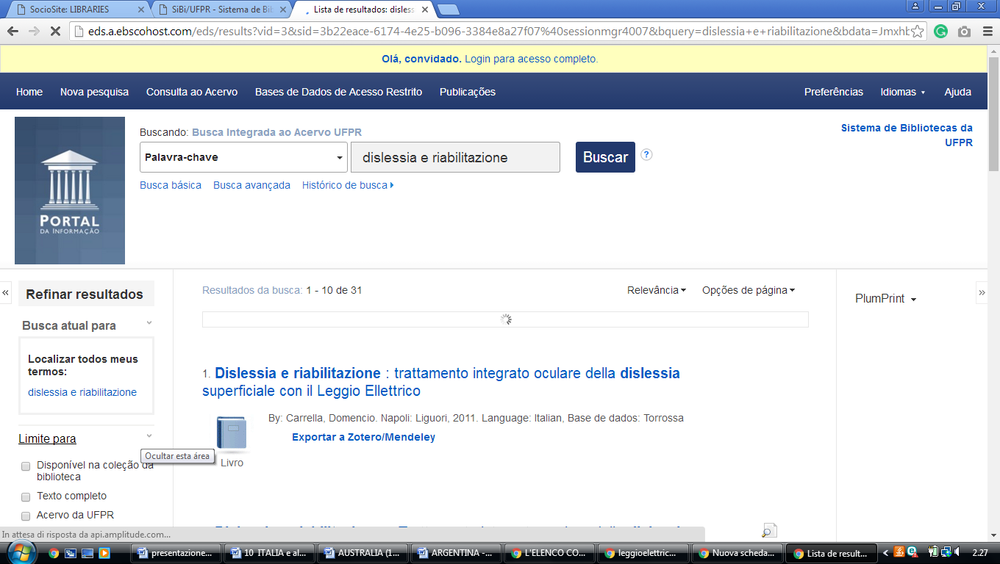 SocioSite: LIBRARIES
SiBi/UFPR - Sistema de Bib
Lista de resultados: disless
eds.a.ebscohost.com/eds/results?vid=3&sid=3b22eace-6174-4e25-b096-3384e8a27f07%40sessionmgr4007&bquery=dislessia+e+riabilitazione&bdata=Jmxhb
Olá, convidado. Login para acesso completo.
Home Nova pesquisa Consulta ao Acervo Bases de Dados de Acesso Restrito Publicações Preferências Idiomas Ajuda
Buscando: Busca Integrada ao Acervo UFPR
Sistema de Bibliotecas da
UFPR
Palavra-chave
dislessia e riabilitazione
Buscar
?
Busca básica Busca avançada Histórico de busca
PORTAL
DA INFORMAÇÃO
Refinar resultados
Busca atual para
Localizar todos meus
termos:
dislessia e riabilitazione
Limite para
Ocultar esta área
Disponível na coleção da
biblioteca
Texto completo
Acervo da UFPR
Resultados da busca: 1 - 10 de 31
Relevância
Opções de página
PlumPrint
1. Dislessia e riabilitazione : trattamento integrato oculare della dislessia
superficiale con il Leggio Ellettrico
By: Carrella, Domencio. Napoli: Liguori, 2011. Language: Italian, Base de dados: Torrossa
Exportar a Zotero/Mendeley
Livro
In attesa di risposta da api.amplitude.com...
presentazione...
10 ITALIA e al...
AUSTRALIA (1...
ARGENTINA -...
L'ELENCO CO...
leggioelettric...
Nuova scheda...
Lista de result...
2.27